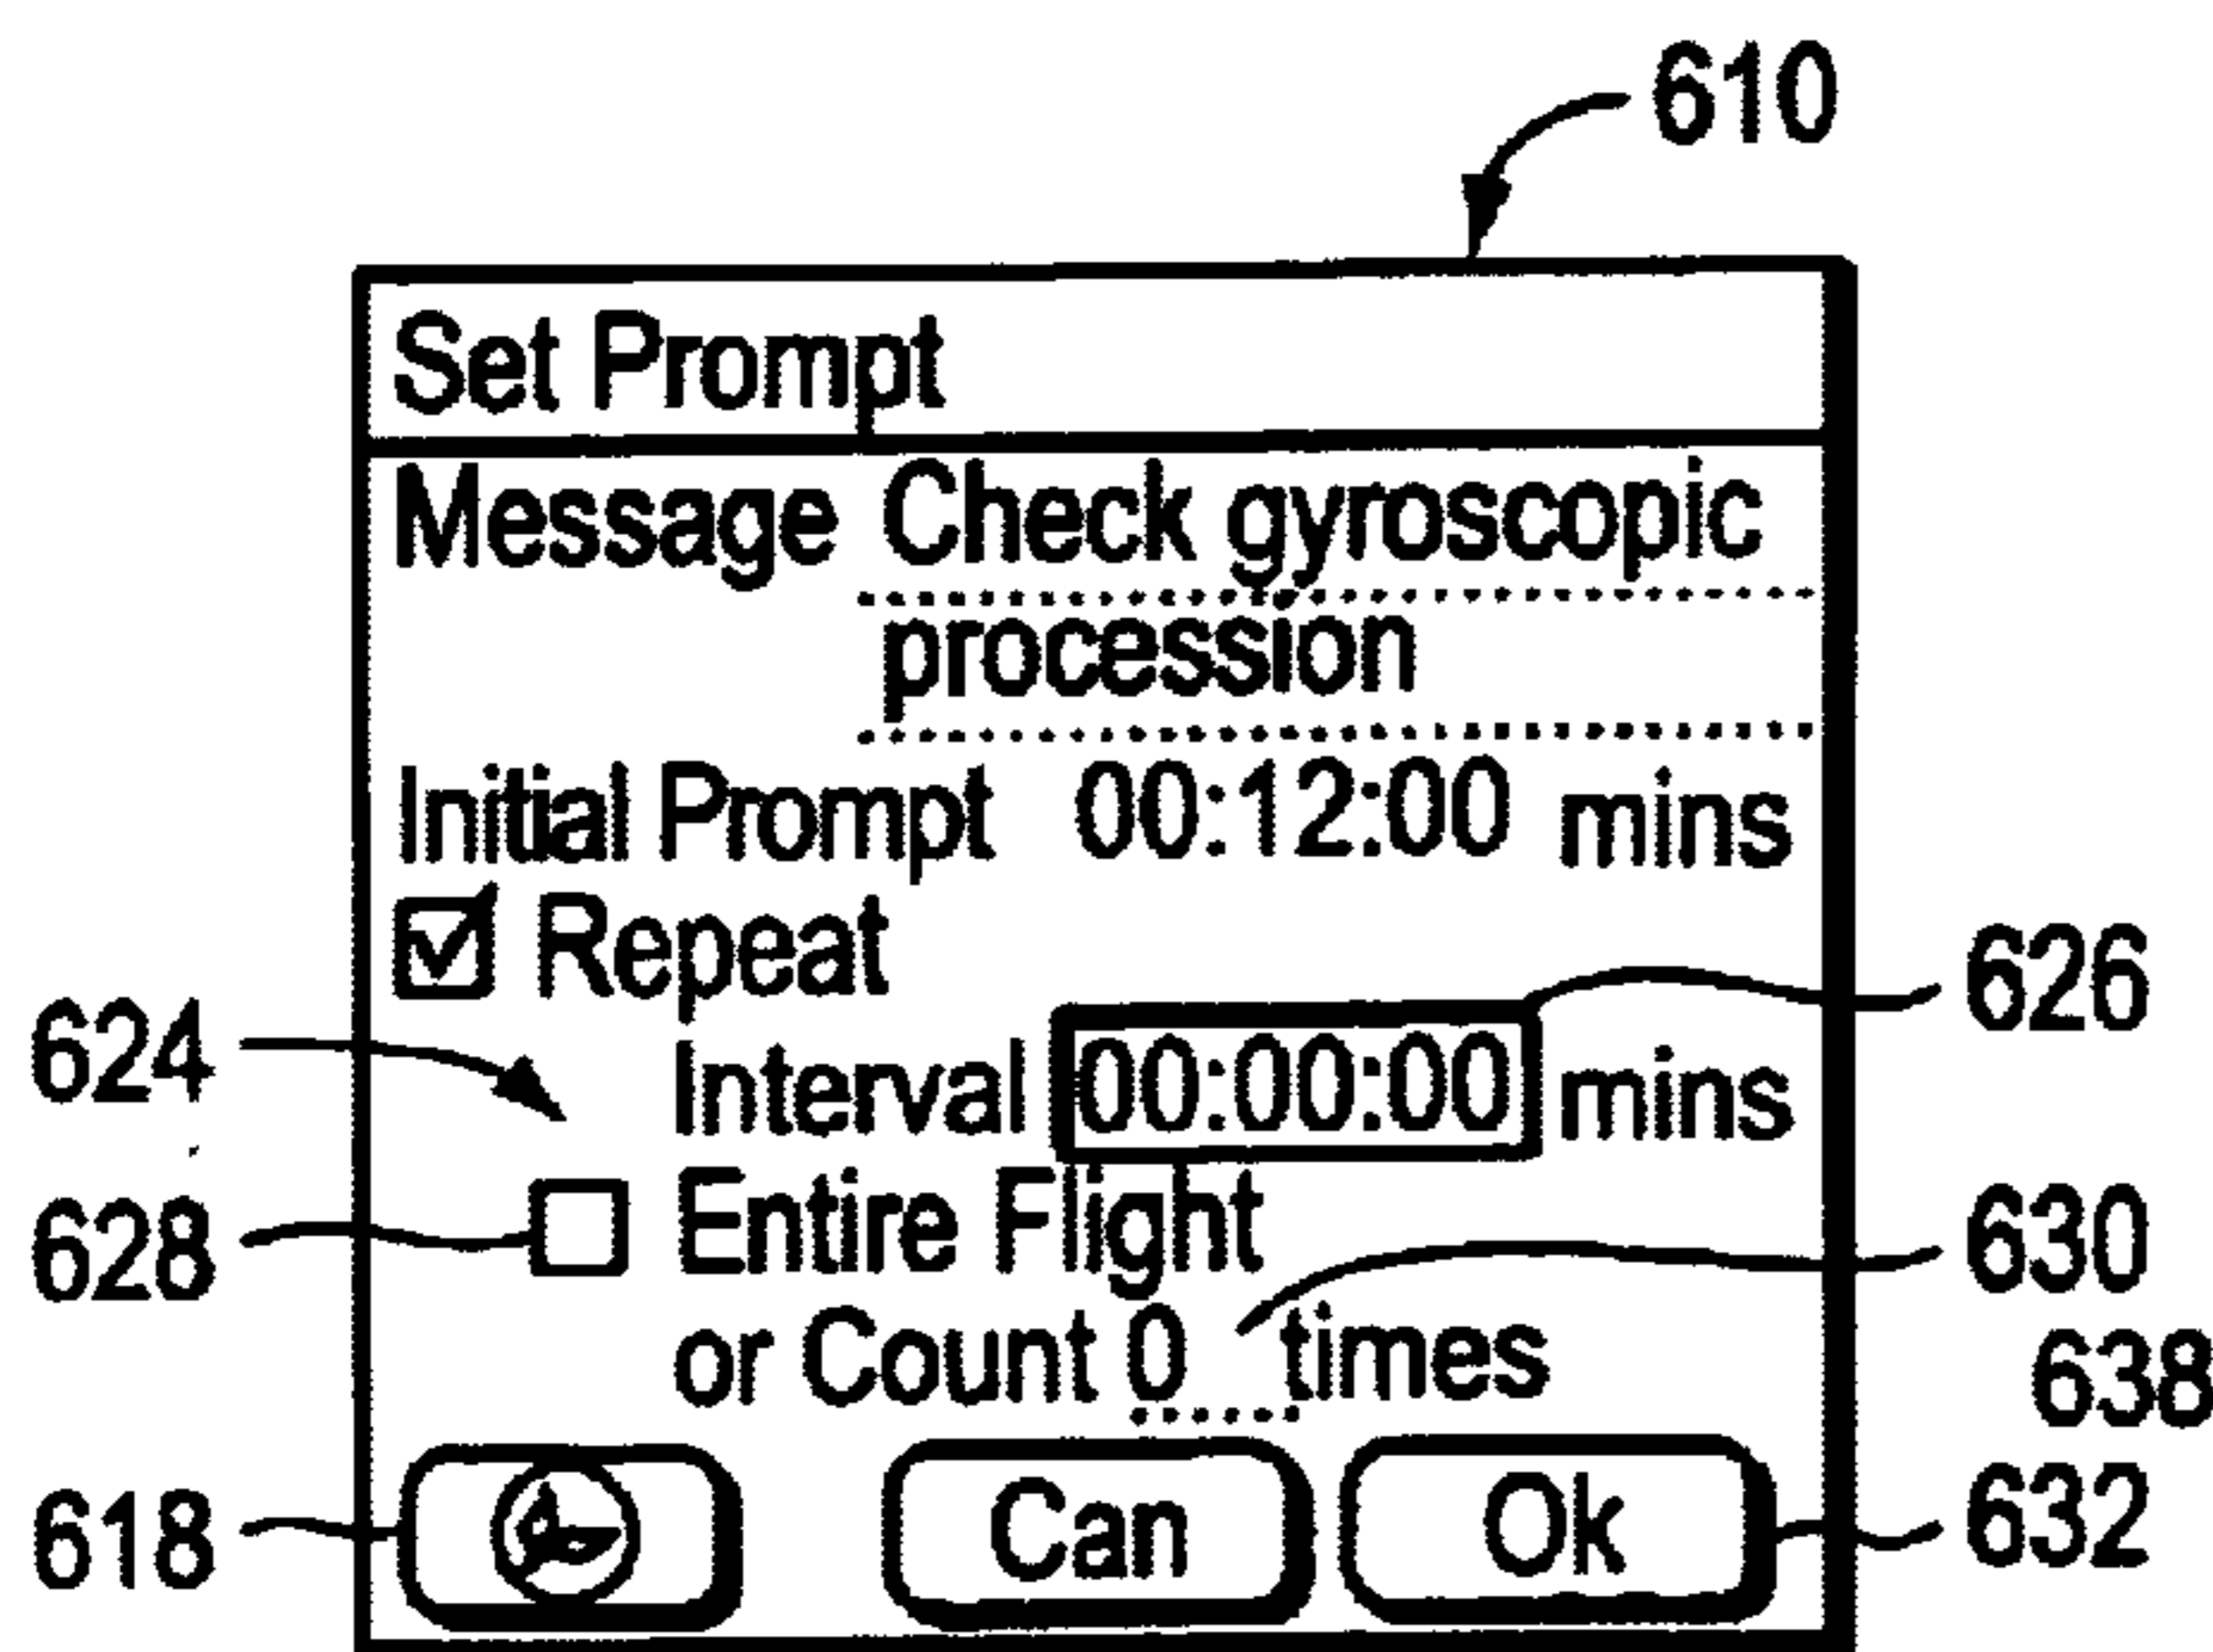 610
Set Prompt
Message Check gyroscopic
procession
Initial Prompt 00:12:00 mins
Repeat
626
624
Interval 00:00:00 mins
628
Entire Flight
630
or Count 0 times
638
618
Can
Ok
632